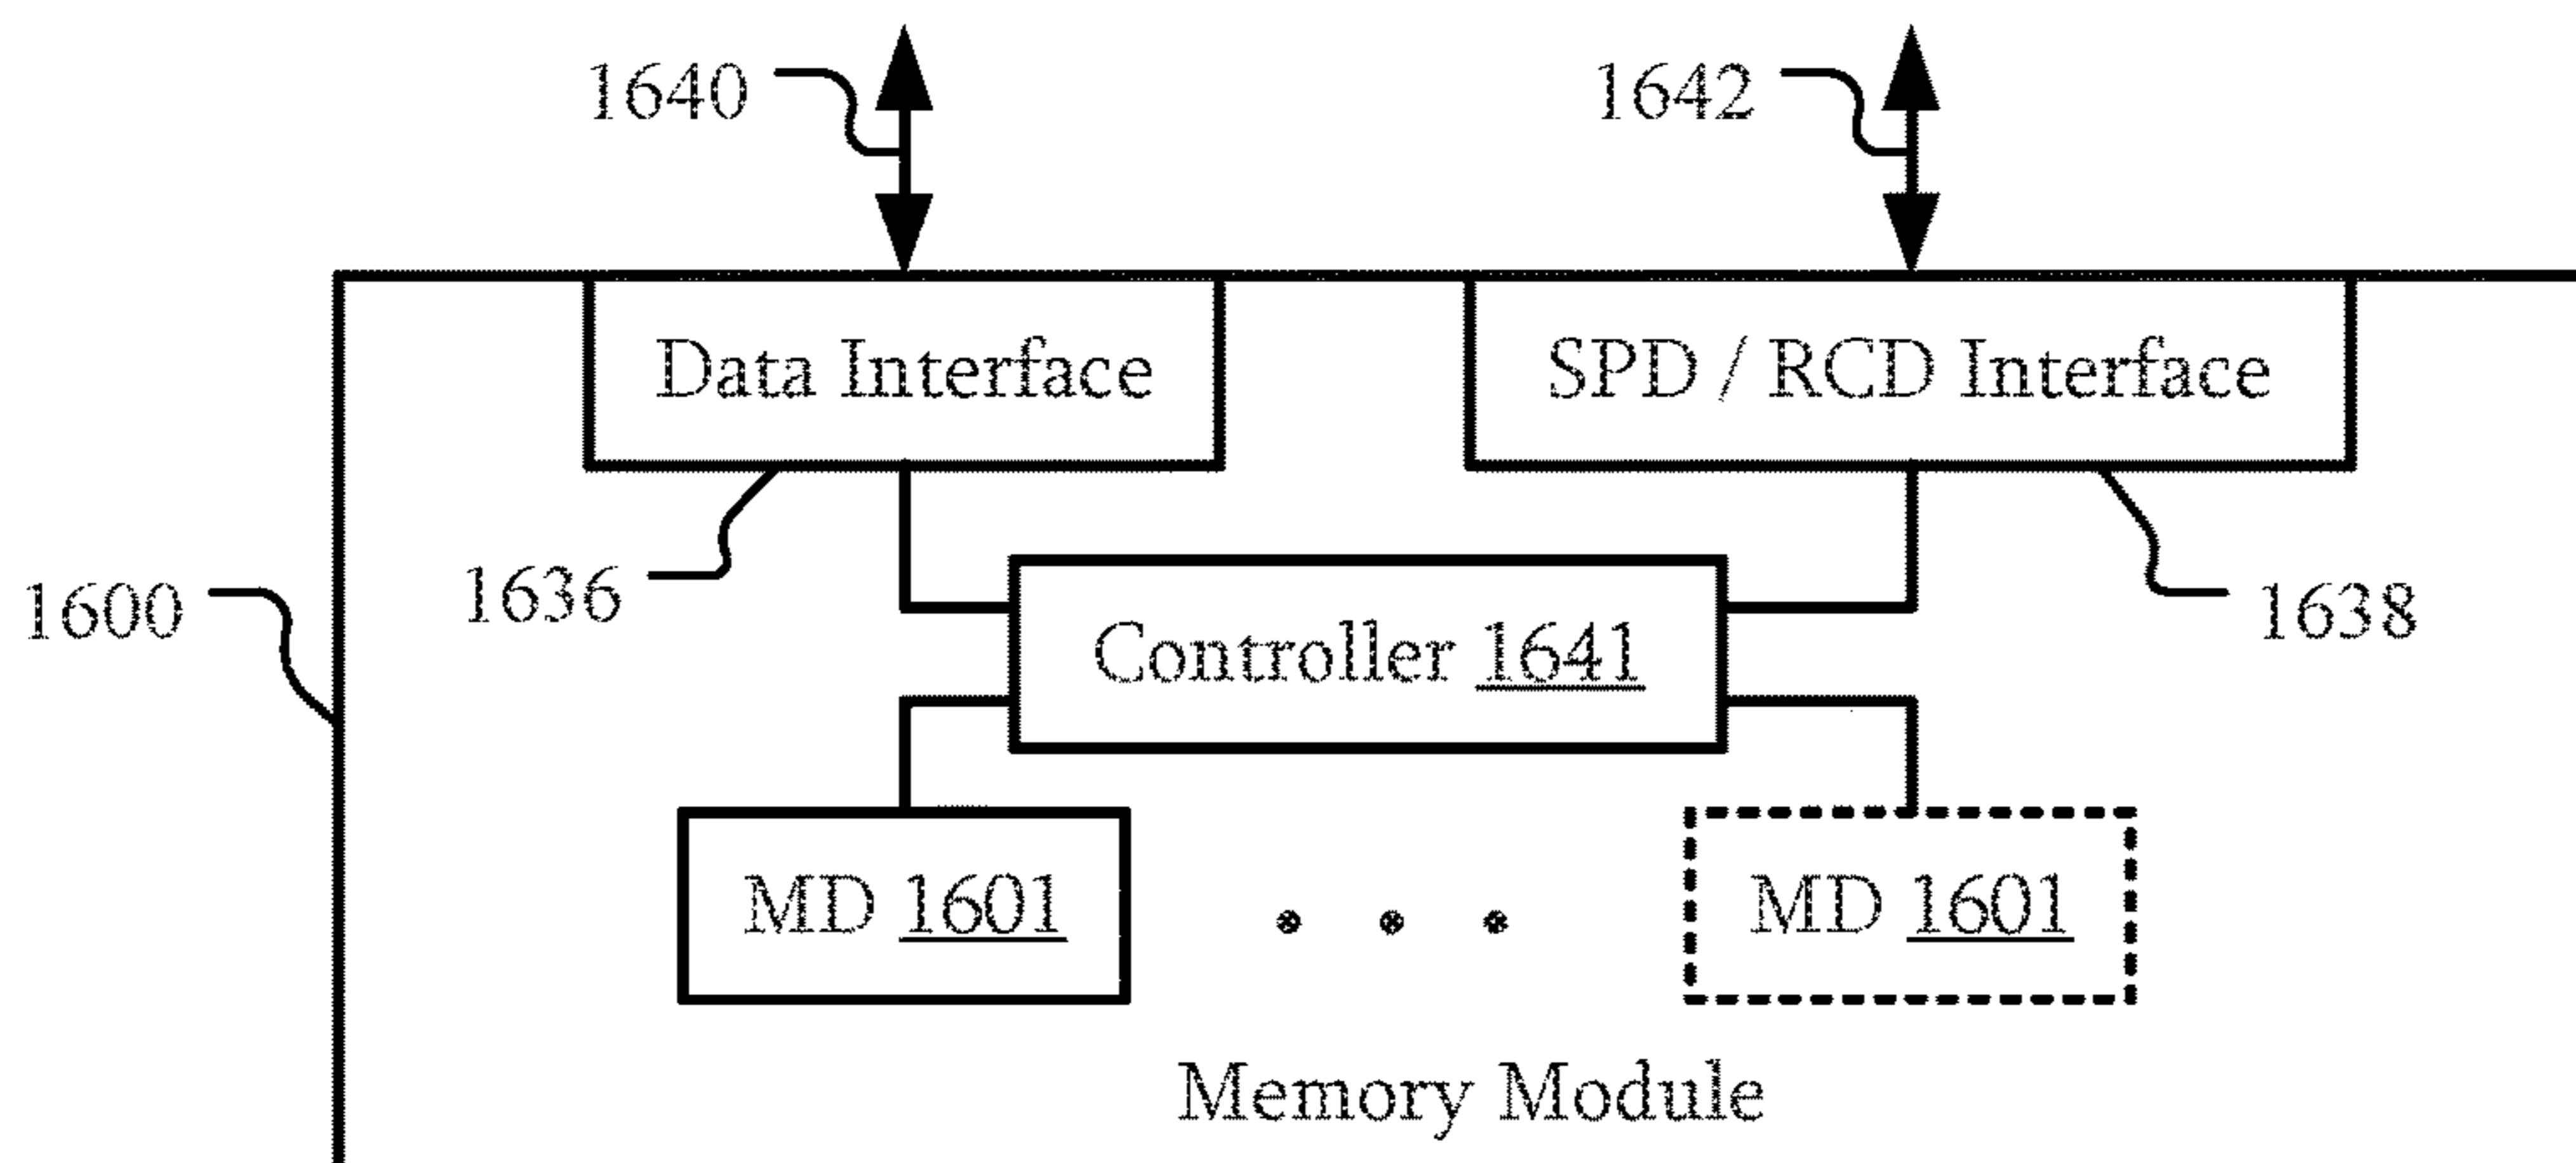 1640
1642
Data Interface
SPD / RCD Interface
1636
1600
1638
Controller 1641
MD 1601
MD 1601
Memory Module